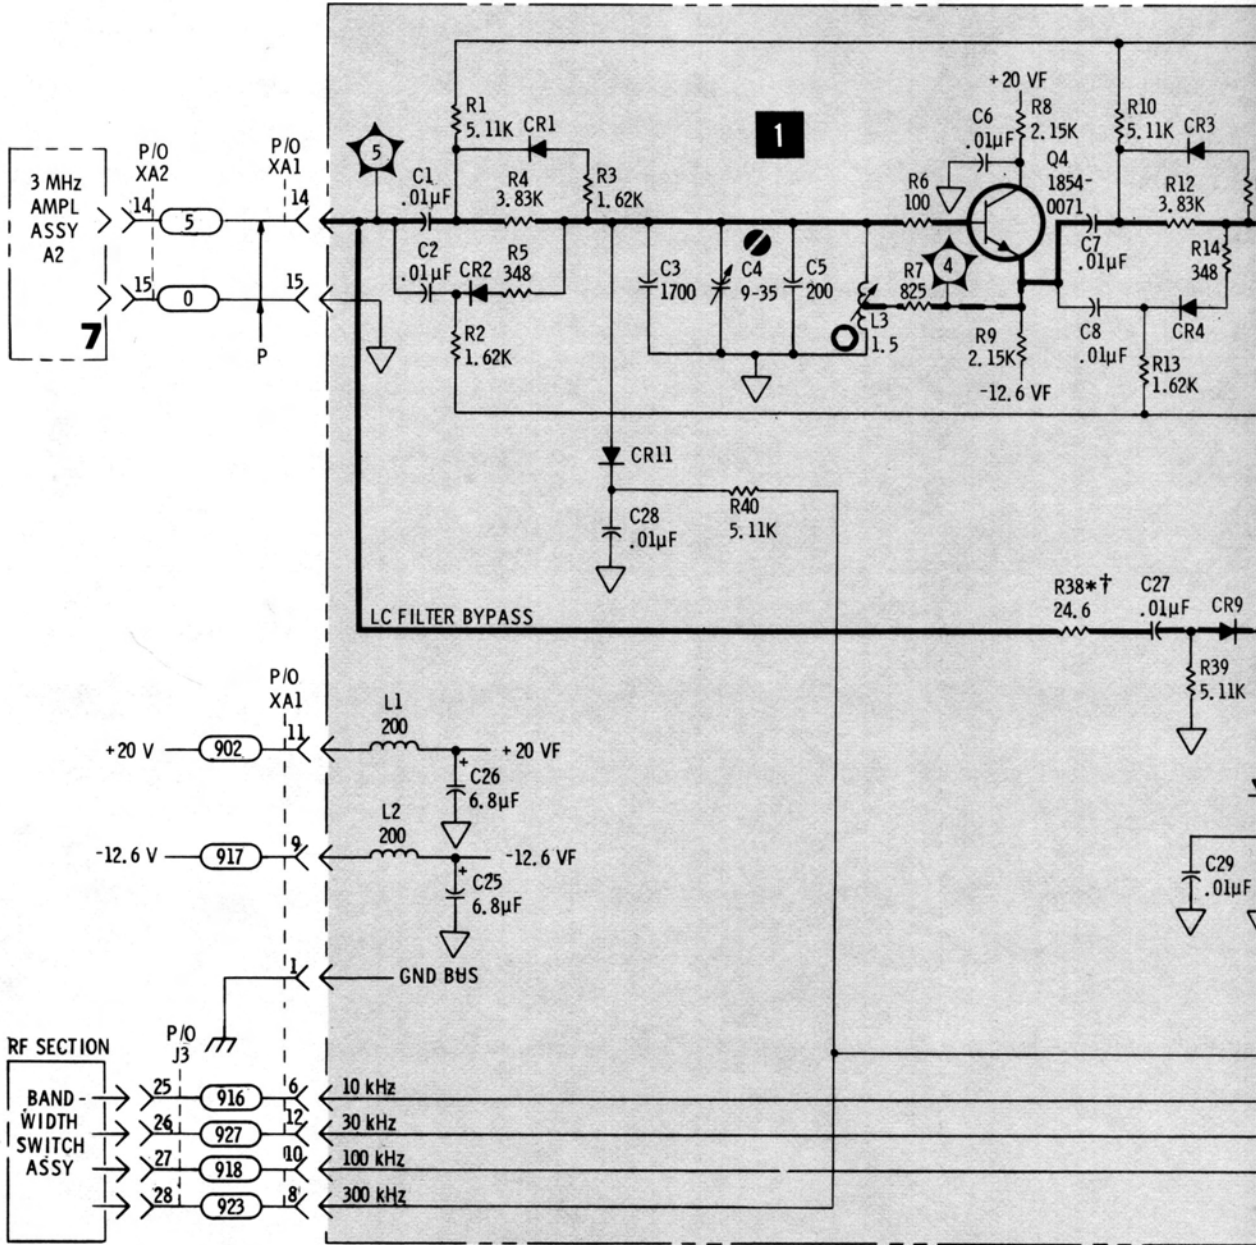 1
+20 VF
R1
5.11K
CR1
C6
.01µF
R8
2.15K
R10
5.11K
CR3
5
P/O
XA2
P/O
XA1
3 MHz
AMPL
ASSY
A2
14
5
14
C1
.01µF
R4
3.83K
R3
1.62K
R6
100
Q4
1854-
0071
R12
3.83K
C7
.01µF
R14
348
15
0
15
C2
.01µF
CR2
R5
348
C3
1700
C4
9-35
C5
200
R7
825
4
L3
1.5
7
P
R2
1.62K
R9
2.15K
C8
.01µF
CR4
R13
1.62K
-12.6 VF
CR11
R40
5.11K
C28
.01µF
LC FILTER BYPASS
R38*†
24.6
C27
.01µF
CR9
R39
5.11K
P/O
XA1
+20 V
902
11
L1
200
+20 VF
+
C26
6.8µF
-12.6 V
917
9
L2
200
-12.6 VF
+
C25
6.8µF
C29
.01µF
1
GND BUS
RF SECTION
P/O
J3
BAND-
WIDTH
SWITCH
ASSY
25
916
6
10 kHz
26
927
12
30 kHz
27
918
10
100 kHz
28
923
8
300 kHz